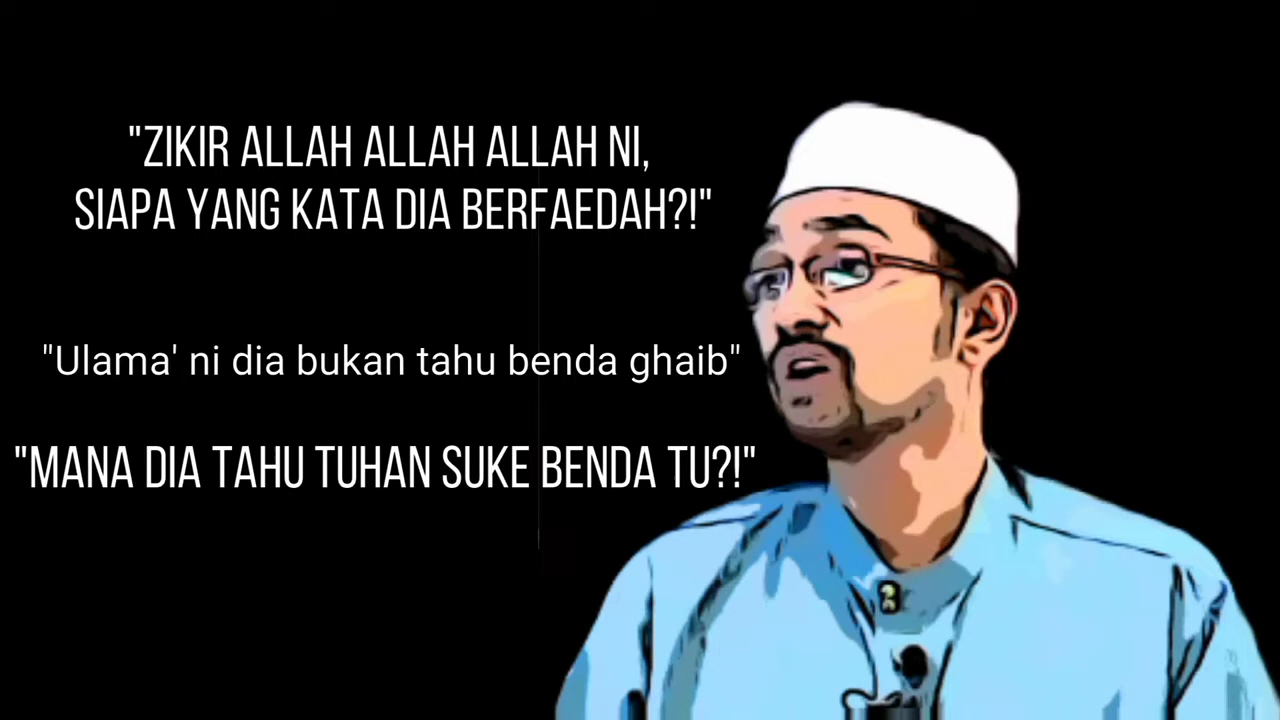 "ZIKIR ALLAH ALLAH ALLAH NI,
SIAPA YANG KATA DIA BERFAEDAH?!"
"Ulama' ni dia bukan tahu benda ghaib"
"MANA DIA TAHU TUHAN SUKE BENDA TU?!"